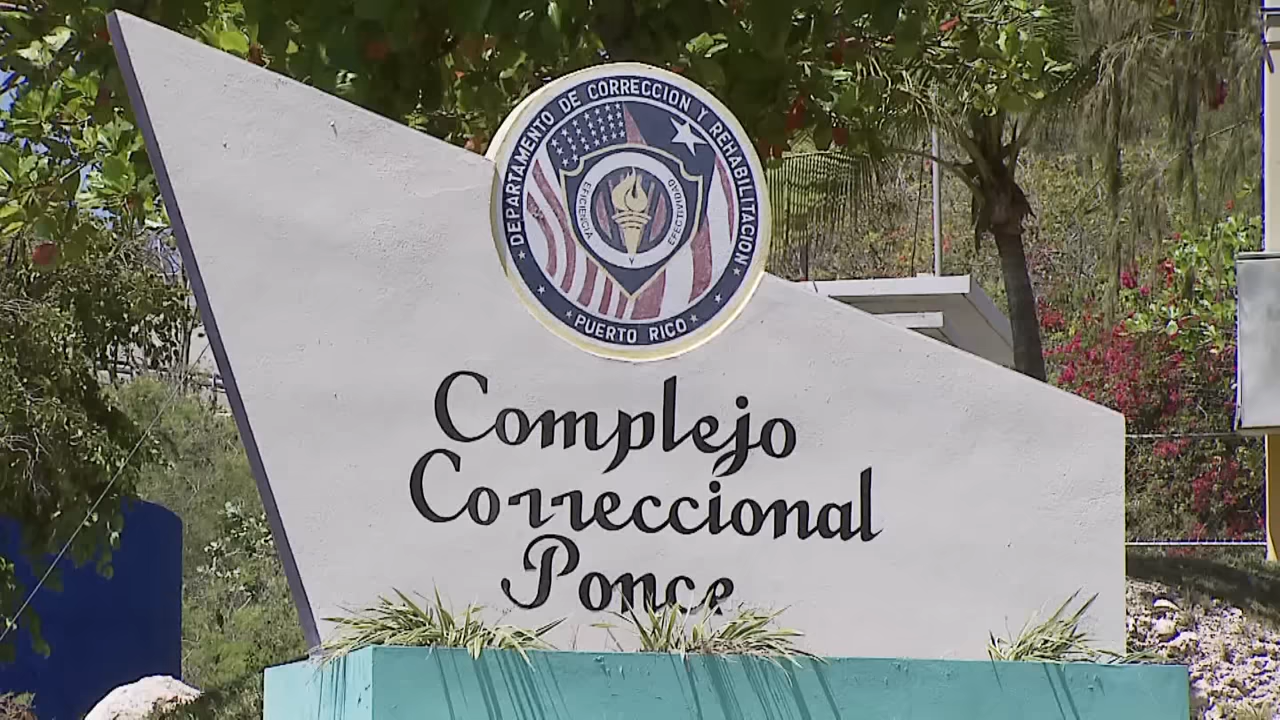 DEPARTAMENTO DE CORRECCION Y REHABILITACION
EFICIENCIA
EFECTIVIDAD
PUERTO RICO
Complejo
Correccional
Ponce